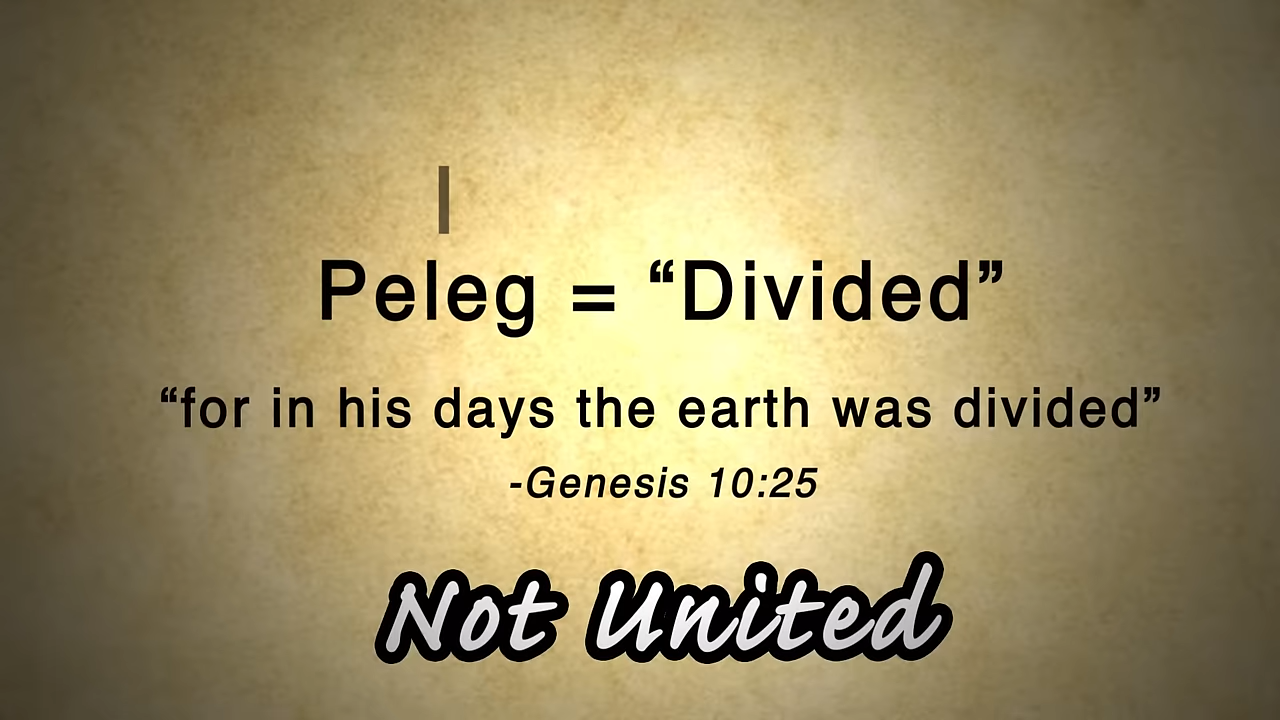 Peleg = “Divided”
“for in his days the earth was divided”
-Genesis 10:25
Not United